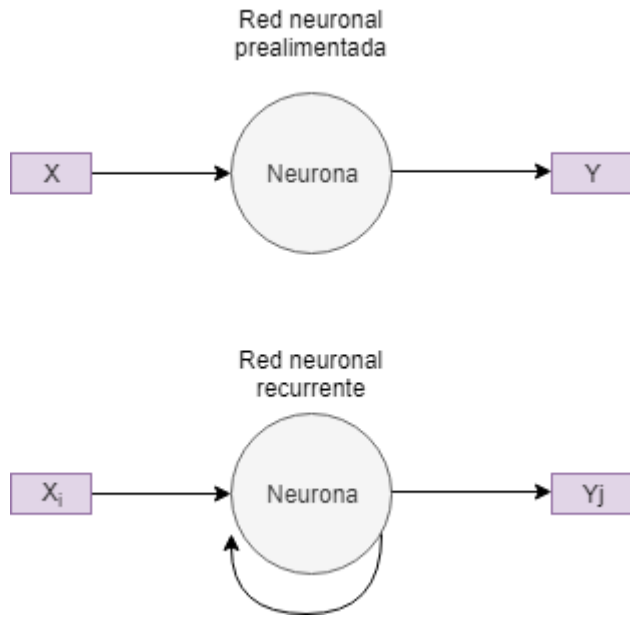 Red neuronal
prealimentada
X
Neurona
Y
Red neuronal
recurrente
Xᵢ
Neurona
Yj